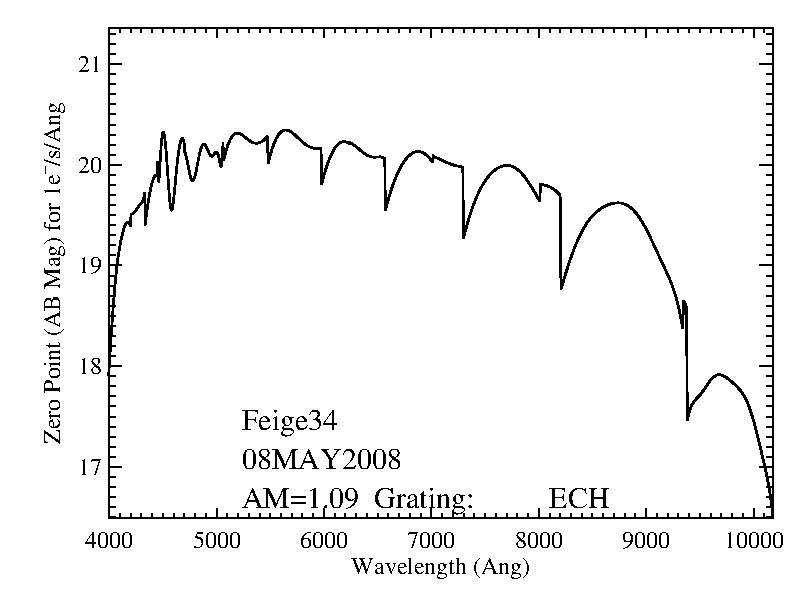 21
20
19
18
17
Zero Point (AB Mag) for 1e⁻/s/Ang
Feige34
08MAY2008
AM=1.09 Grating: ECH
4000 5000 6000 7000 8000 9000 10000
Wavelength (Ang)